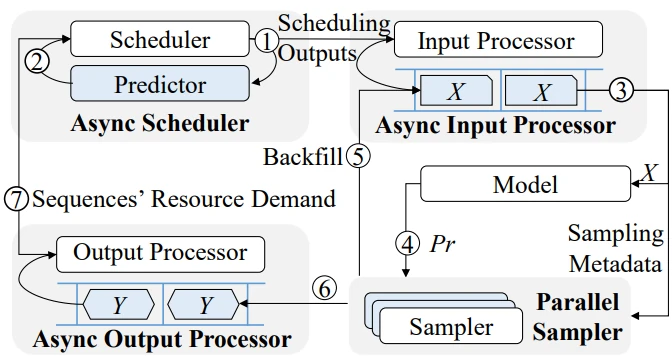 Scheduler
①
Scheduling
Outputs
Input Processor
②
Predictor
X
X
③
Async Scheduler
Async Input Processor
Backfill
⑤
Model
X
⑦
Sequences' Resource Demand
④
Pr
Sampling
Metadata
Output Processor
⑥
Y
Y
Sampler
Parallel
Sampler
Async Output Processor